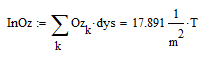 InOz := ∑ₖ Ozₖ·dys = 17.891 1/m²·T